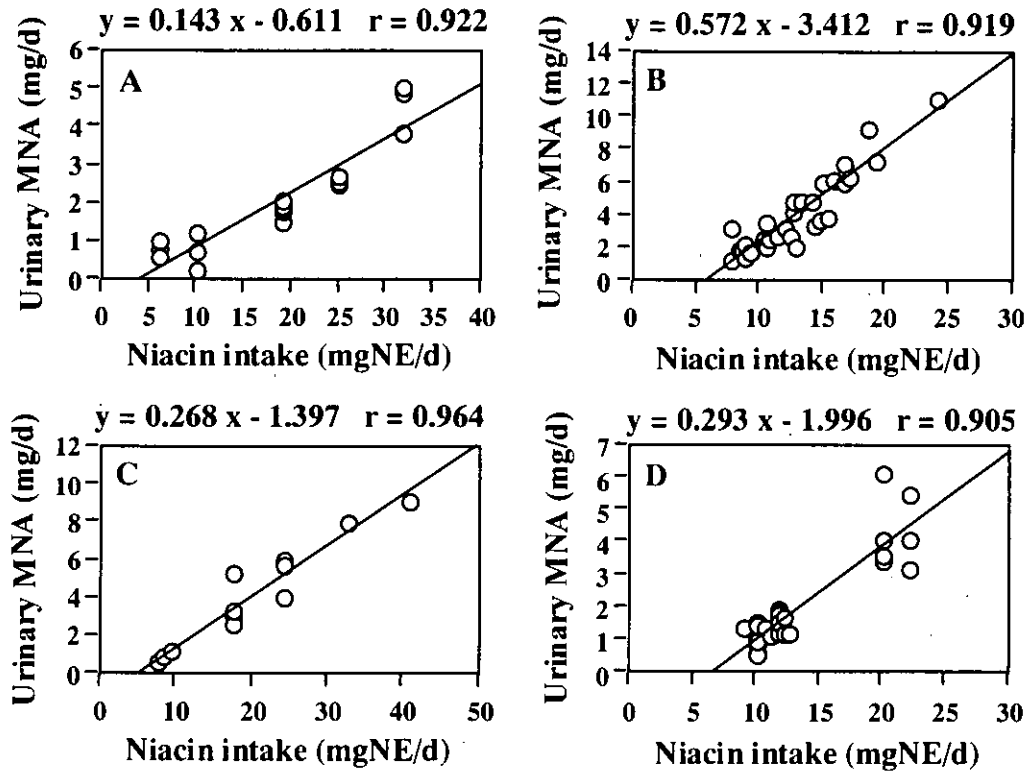 y = 0.143 x - 0.611 r = 0.922
A
Urinary MNA (mg/d)
6
5
4
3
2
1
0
0 5 10 15 20 25 30 35 40
Niacin intake (mgNE/d)
y = 0.572 x - 3.412 r = 0.919
B
Urinary MNA (mg/d)
14
12
10
8
6
4
2
0
0 5 10 15 20 25 30
Niacin intake (mgNE/d)
y = 0.268 x - 1.397 r = 0.964
C
Urinary MNA (mg/d)
12
10
8
6
4
2
0
0 10 20 30 40 50
Niacin intake (mgNE/d)
y = 0.293 x - 1.996 r = 0.905
D
Urinary MNA (mg/d)
7
6
5
4
3
2
1
0
0 5 10 15 20 25 30
Niacin intake (mgNE/d)